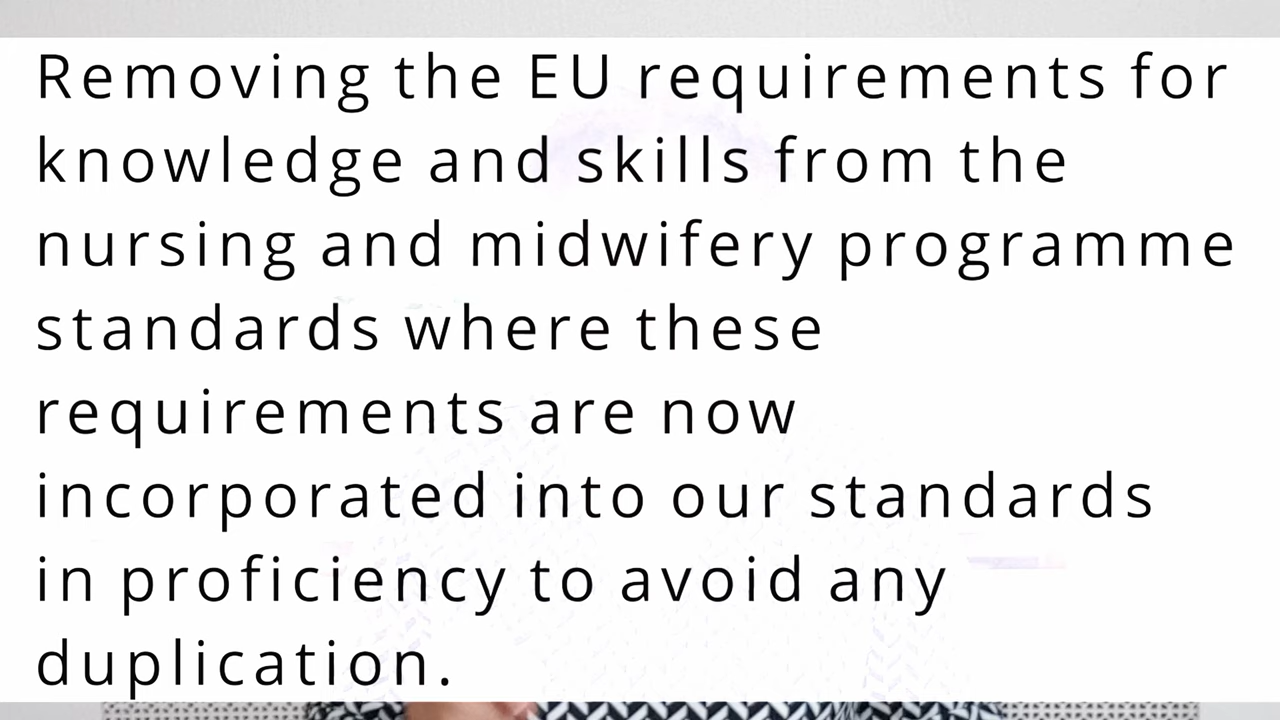 Removing the EU requirements for
knowledge and skills from the
nursing and midwifery programme
standards where these
requirements are now
incorporated into our standards
in proficiency to avoid any
duplication.